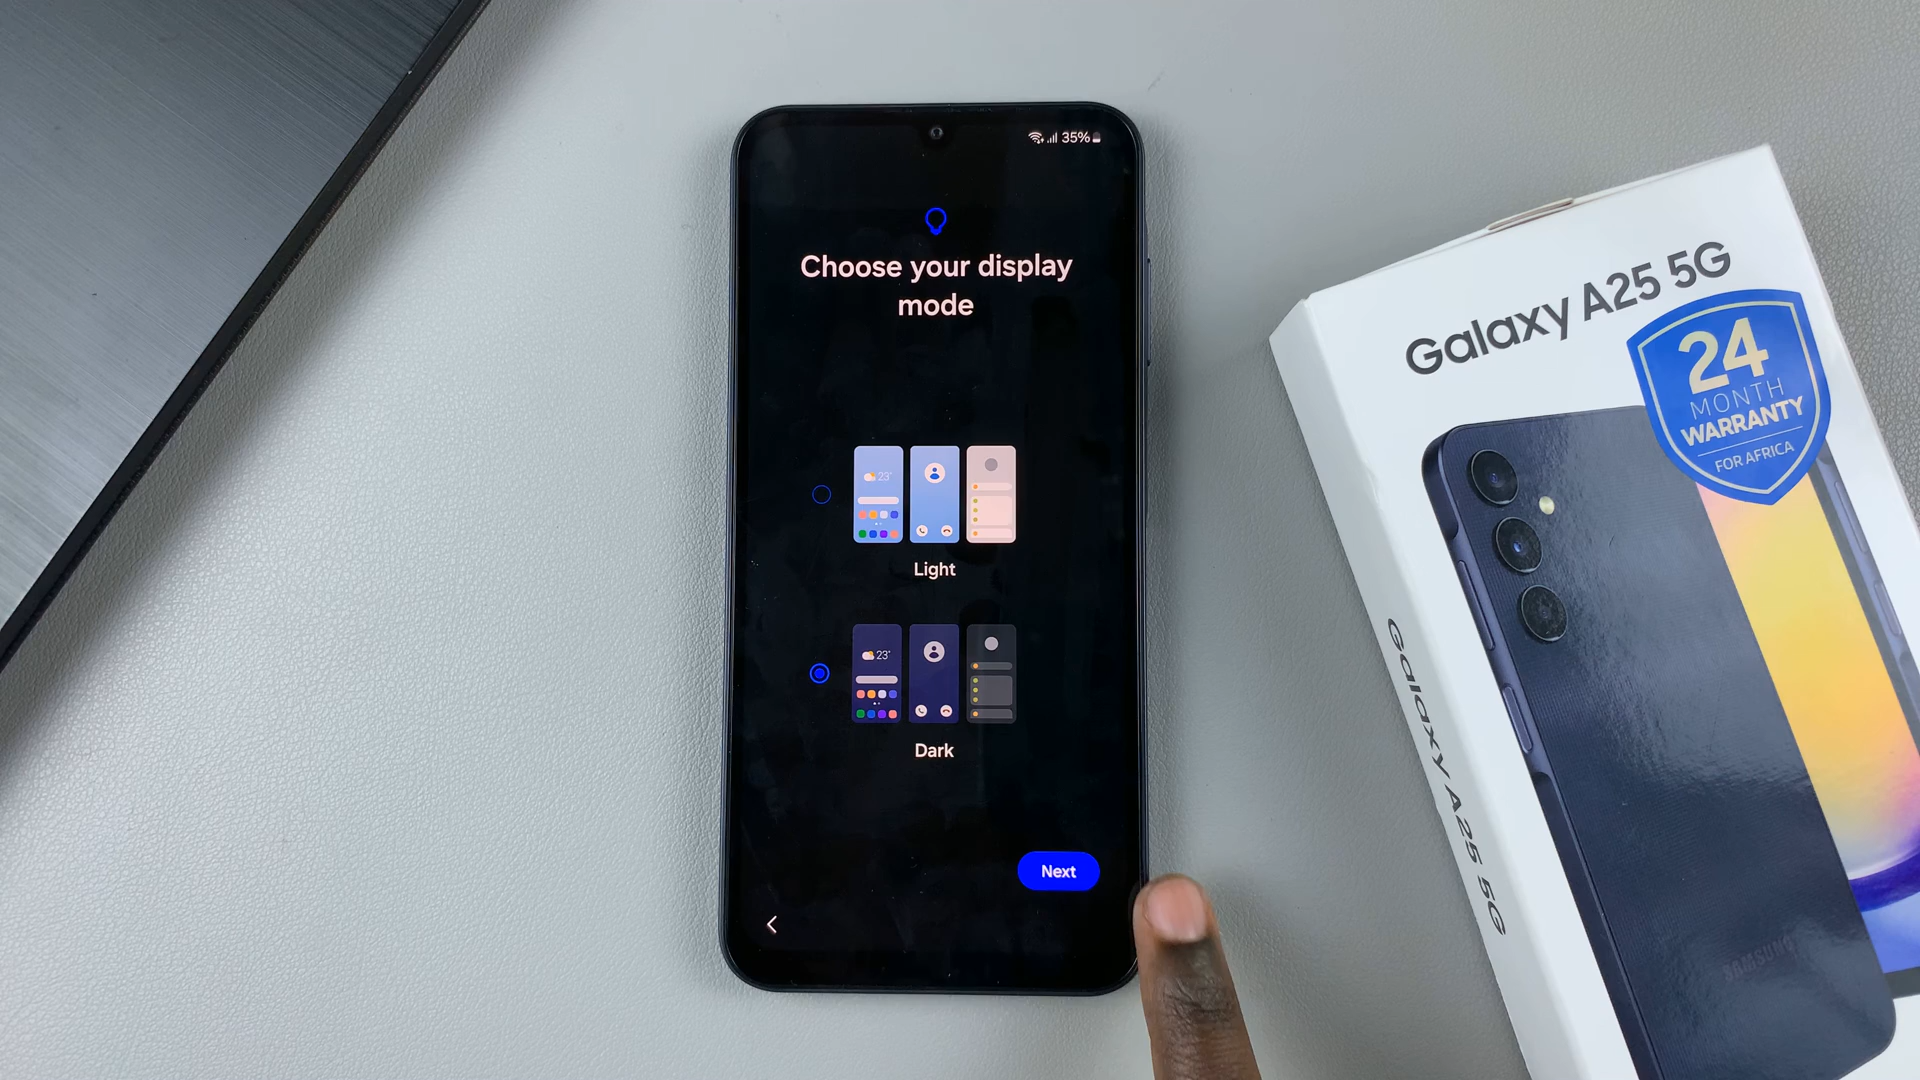 35%
Choose your display
mode
23°
Light
23°
Dark
Next
Galaxy A25 5G
24
MONTH
WARRANTY
FOR AFRICA
Galaxy A25 5G
SAMSUNG